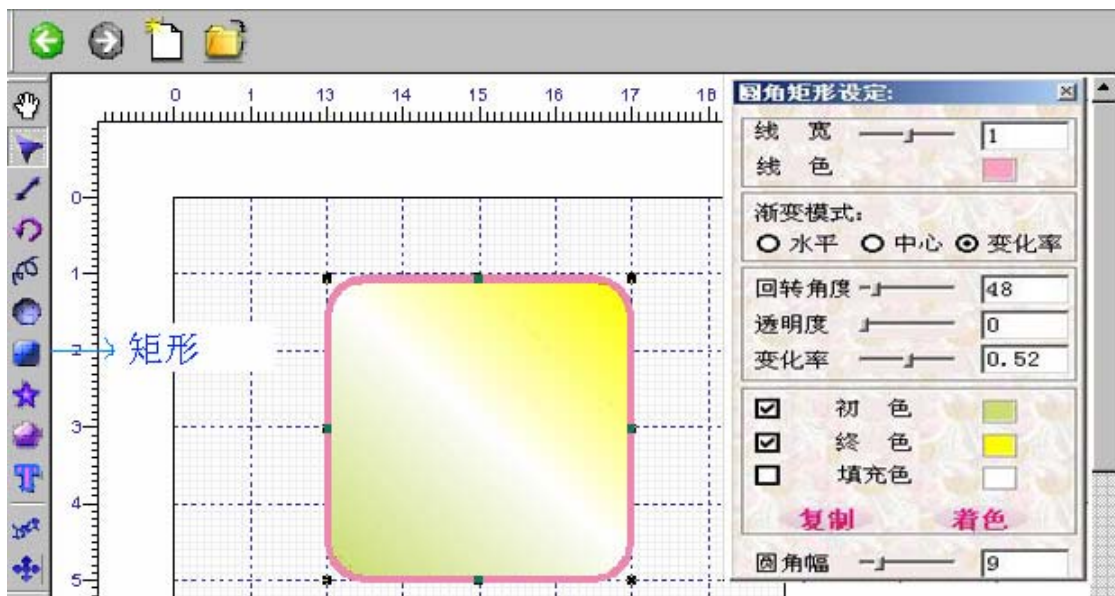 0 1 13 14 15 16 17 18
0
1
2
3
4
5
矩形
圆角矩形设定:
线 宽 1
线 色
渐变模式:
水平 中心 变化率
回转角度 48
透明度 0
变化率 0.52
初 色
终 色
填充色
复制 着色
圆角幅 9